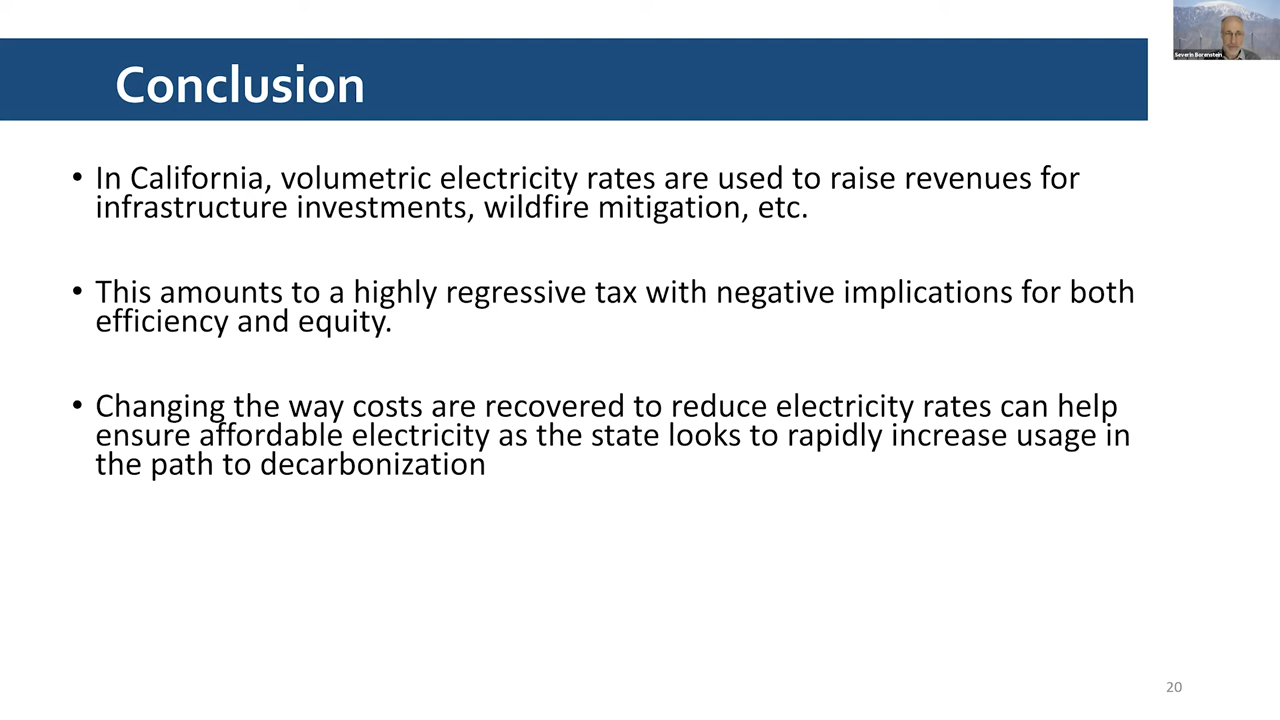 Severin Borenstein
Conclusion
• In California, volumetric electricity rates are used to raise revenues for
infrastructure investments, wildfire mitigation, etc.
• This amounts to a highly regressive tax with negative implications for both
efficiency and equity.
• Changing the way costs are recovered to reduce electricity rates can help
ensure affordable electricity as the state looks to rapidly increase usage in
the path to decarbonization
20